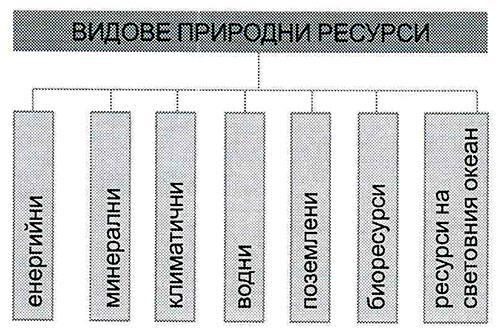 ВИДОВЕ ПРИРОДНИ РЕСУРСИ
енергийни
минерални
климатични
водни
поземлени
биоресурси
ресурси на
световния океан